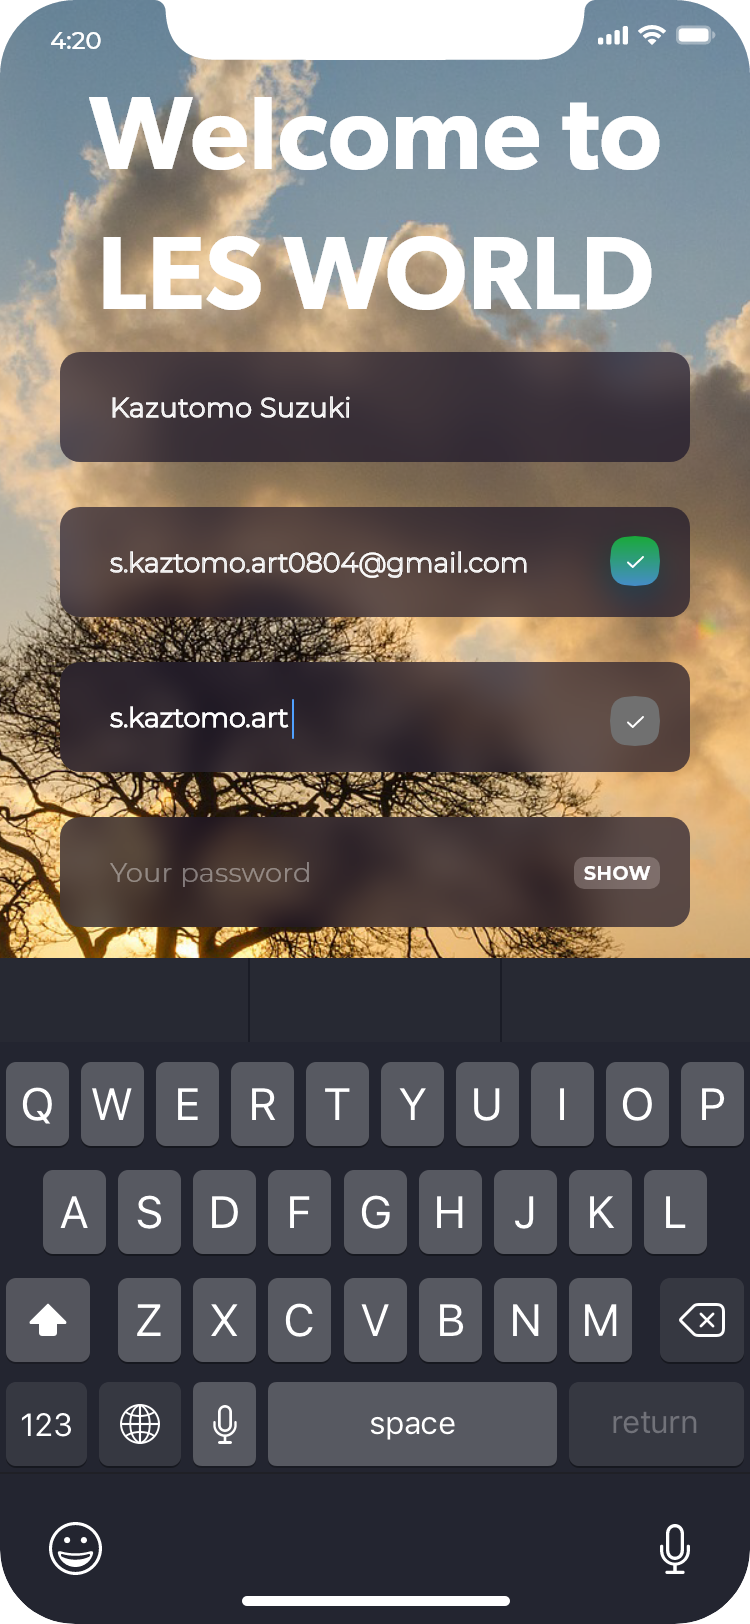 4:20
Welcome to
LES WORLD
Kazutomo Suzuki
s.kaztomo.art0804@gmail.com
s.kaztomo.art
Your password SHOW
Q W E R T Y U I O P
A S D F G H J K L
Z X C V B N M
123 space return